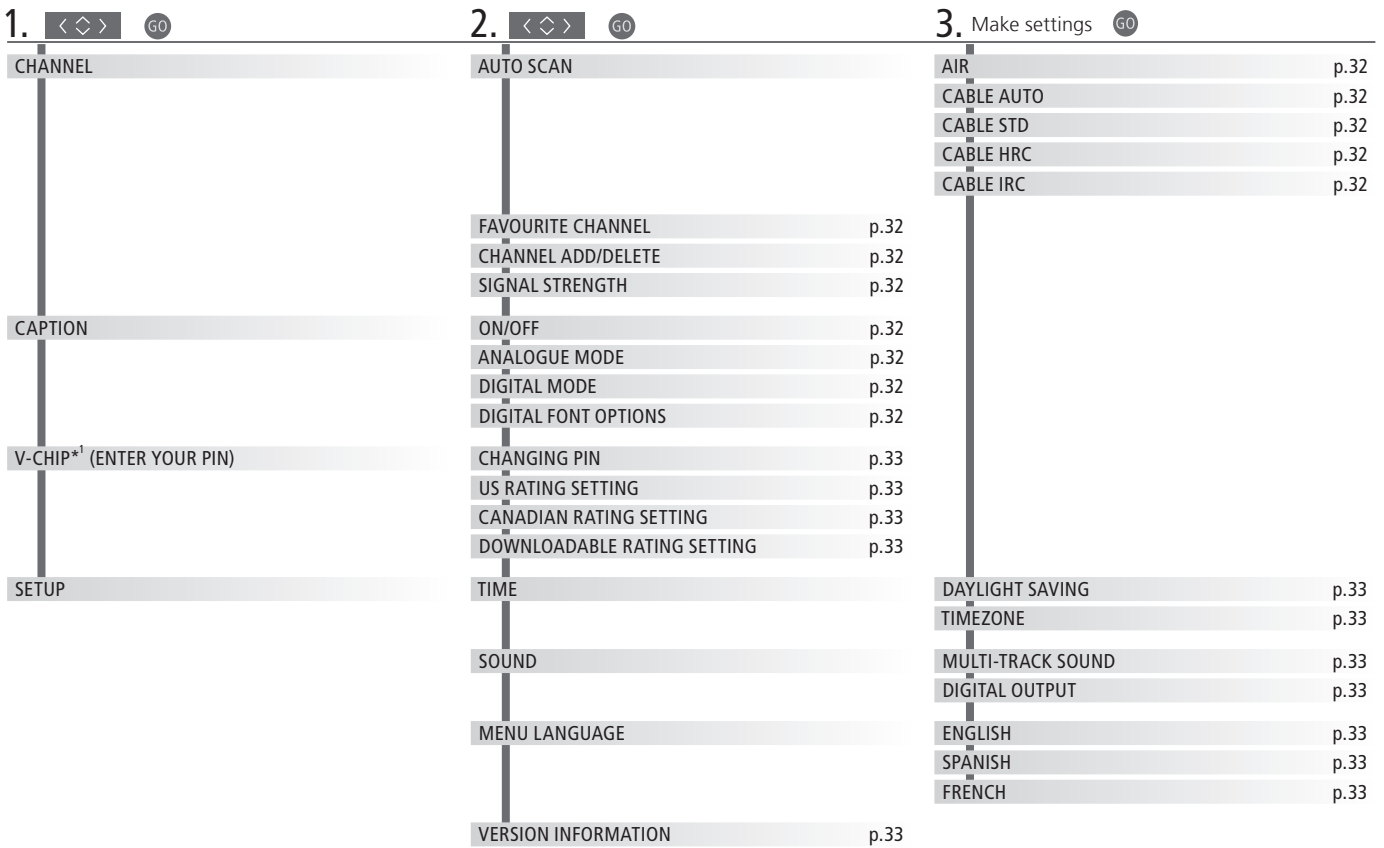 1. GO 2. GO 3. Make settings GO
CHANNEL AUTO SCAN AIR p.32
CABLE AUTO p.32
CABLE STD p.32
CABLE HRC p.32
CABLE IRC p.32
FAVOURITE CHANNEL p.32
CHANNEL ADD/DELETE p.32
SIGNAL STRENGTH p.32
CAPTION ON/OFF p.32
ANALOGUE MODE p.32
DIGITAL MODE p.32
DIGITAL FONT OPTIONS p.32
V-CHIP*1 (ENTER YOUR PIN) CHANGING PIN p.33
US RATING SETTING p.33
CANADIAN RATING SETTING p.33
DOWNLOADABLE RATING SETTING p.33
SETUP TIME DAYLIGHT SAVING p.33
TIMEZONE p.33
SOUND MULTI-TRACK SOUND p.33
DIGITAL OUTPUT p.33
MENU LANGUAGE ENGLISH p.33
SPANISH p.33
FRENCH p.33
VERSION INFORMATION p.33